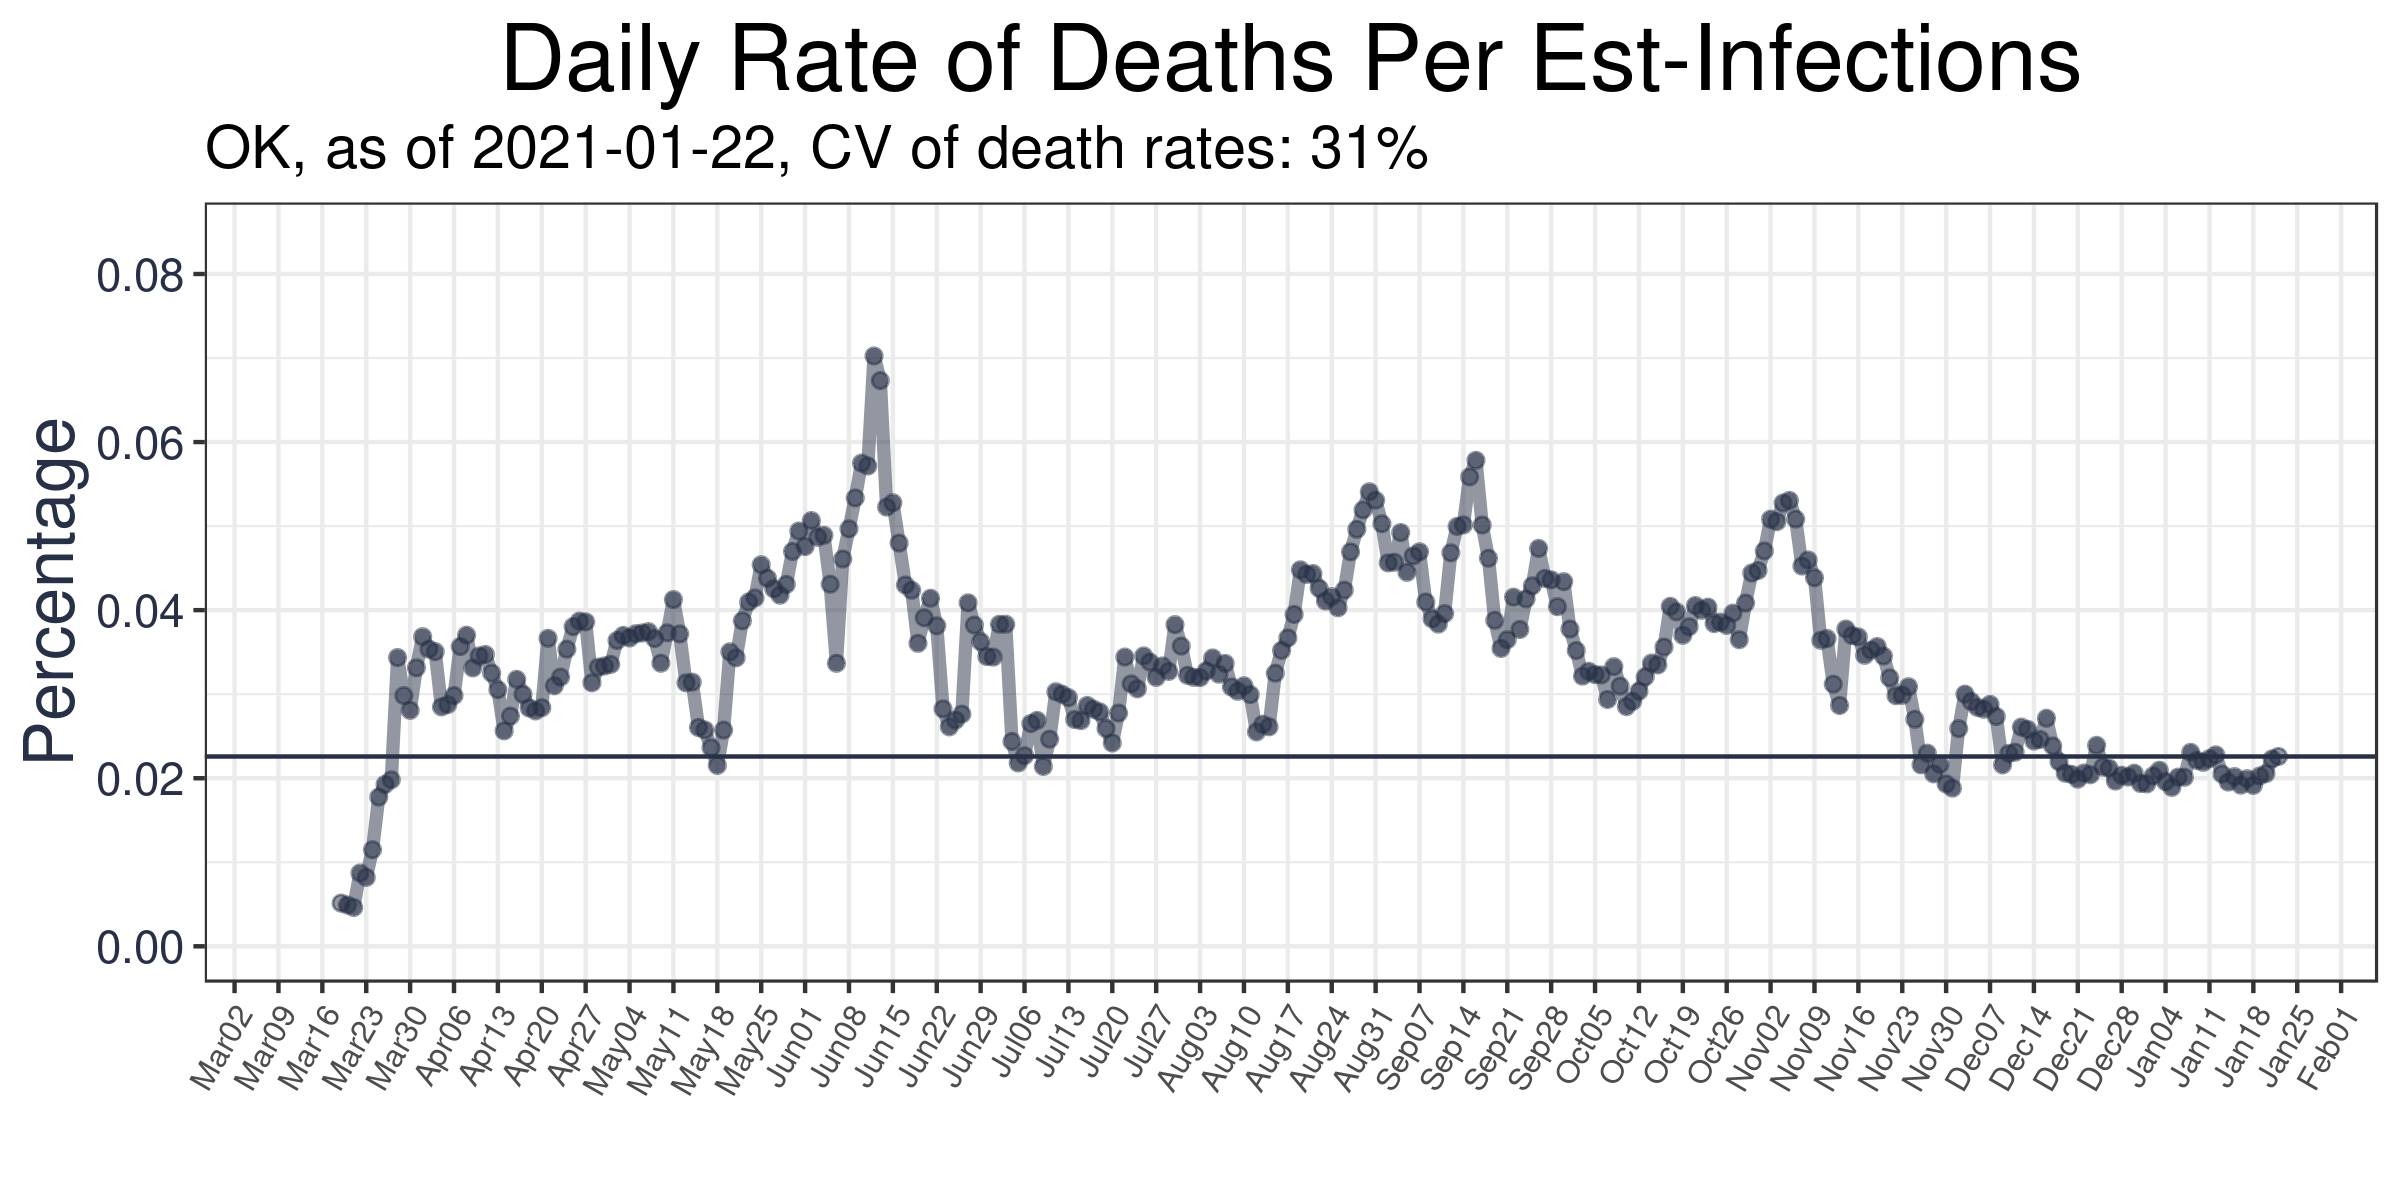 Daily Rate of Deaths Per Est-Infections
OK, as of 2021-01-22, CV of death rates: 31%
Percentage
0.08
0.06
0.04
0.02
0.00
Mar02
Mar09
Mar16
Mar23
Mar30
Apr06
Apr13
Apr20
Apr27
May04
May11
May18
May25
Jun01
Jun08
Jun15
Jun22
Jun29
Jul06
Jul13
Jul20
Jul27
Aug03
Aug10
Aug17
Aug24
Aug31
Sep07
Sep14
Sep21
Sep28
Oct05
Oct12
Oct19
Oct26
Nov02
Nov09
Nov16
Nov23
Nov30
Dec07
Dec14
Dec21
Dec28
Jan04
Jan11
Jan18
Jan25
Feb01